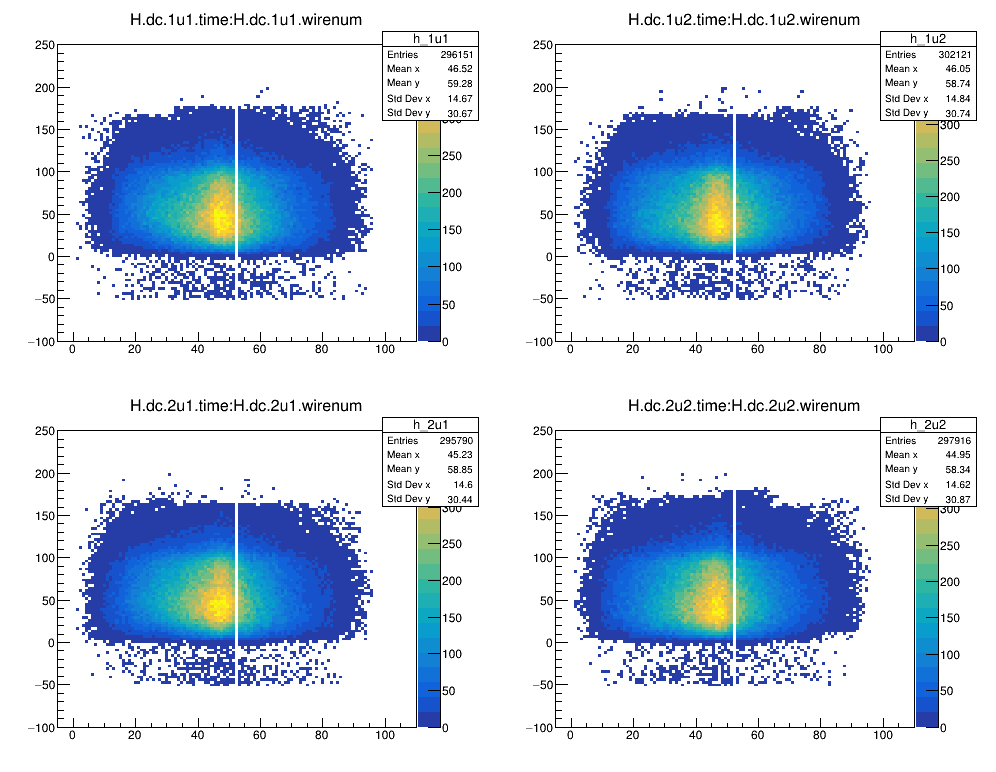 H.dc.1u1.time:H.dc.1u1.wirenum
h_1u1
Entries 296151
Mean x 46.52
Mean y 59.28
Std Dev x 14.67
Std Dev y 30.67
250
200
150
100
50
0
−50
−100
0 20 40 60 80 100
300
250
200
150
100
50
0
H.dc.1u2.time:H.dc.1u2.wirenum
h_1u2
Entries 302121
Mean x 46.05
Mean y 58.74
Std Dev x 14.84
Std Dev y 30.74
250
200
150
100
50
0
−50
−100
0 20 40 60 80 100
300
250
200
150
100
50
0
H.dc.2u1.time:H.dc.2u1.wirenum
h_2u1
Entries 295790
Mean x 45.23
Mean y 58.85
Std Dev x 14.6
Std Dev y 30.44
250
200
150
100
50
0
−50
−100
0 20 40 60 80 100
300
250
200
150
100
50
0
H.dc.2u2.time:H.dc.2u2.wirenum
h_2u2
Entries 297916
Mean x 44.95
Mean y 58.34
Std Dev x 14.62
Std Dev y 30.87
250
200
150
100
50
0
−50
−100
0 20 40 60 80 100
300
250
200
150
100
50
0